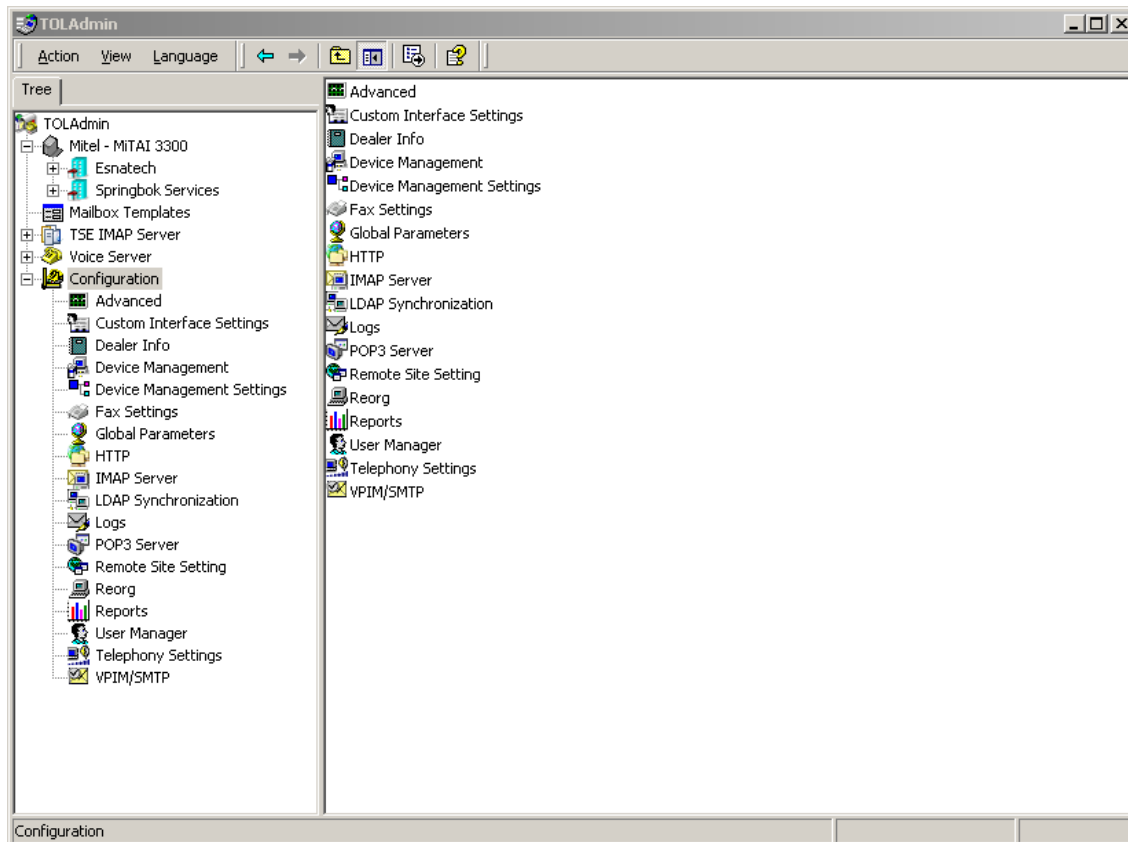 TOLAdmin
Action View Language
Tree
TOLAdmin
Mitel - MiTAI 3300
Esnatech
Springbok Services
Mailbox Templates
TSE IMAP Server
Voice Server
Configuration
Advanced
Custom Interface Settings
Dealer Info
Device Management
Device Management Settings
Fax Settings
Global Parameters
HTTP
IMAP Server
LDAP Synchronization
Logs
POP3 Server
Remote Site Setting
Reorg
Reports
User Manager
Telephony Settings
VPIM/SMTP
Advanced
Custom Interface Settings
Dealer Info
Device Management
Device Management Settings
Fax Settings
Global Parameters
HTTP
IMAP Server
LDAP Synchronization
Logs
POP3 Server
Remote Site Setting
Reorg
Reports
User Manager
Telephony Settings
VPIM/SMTP
Configuration